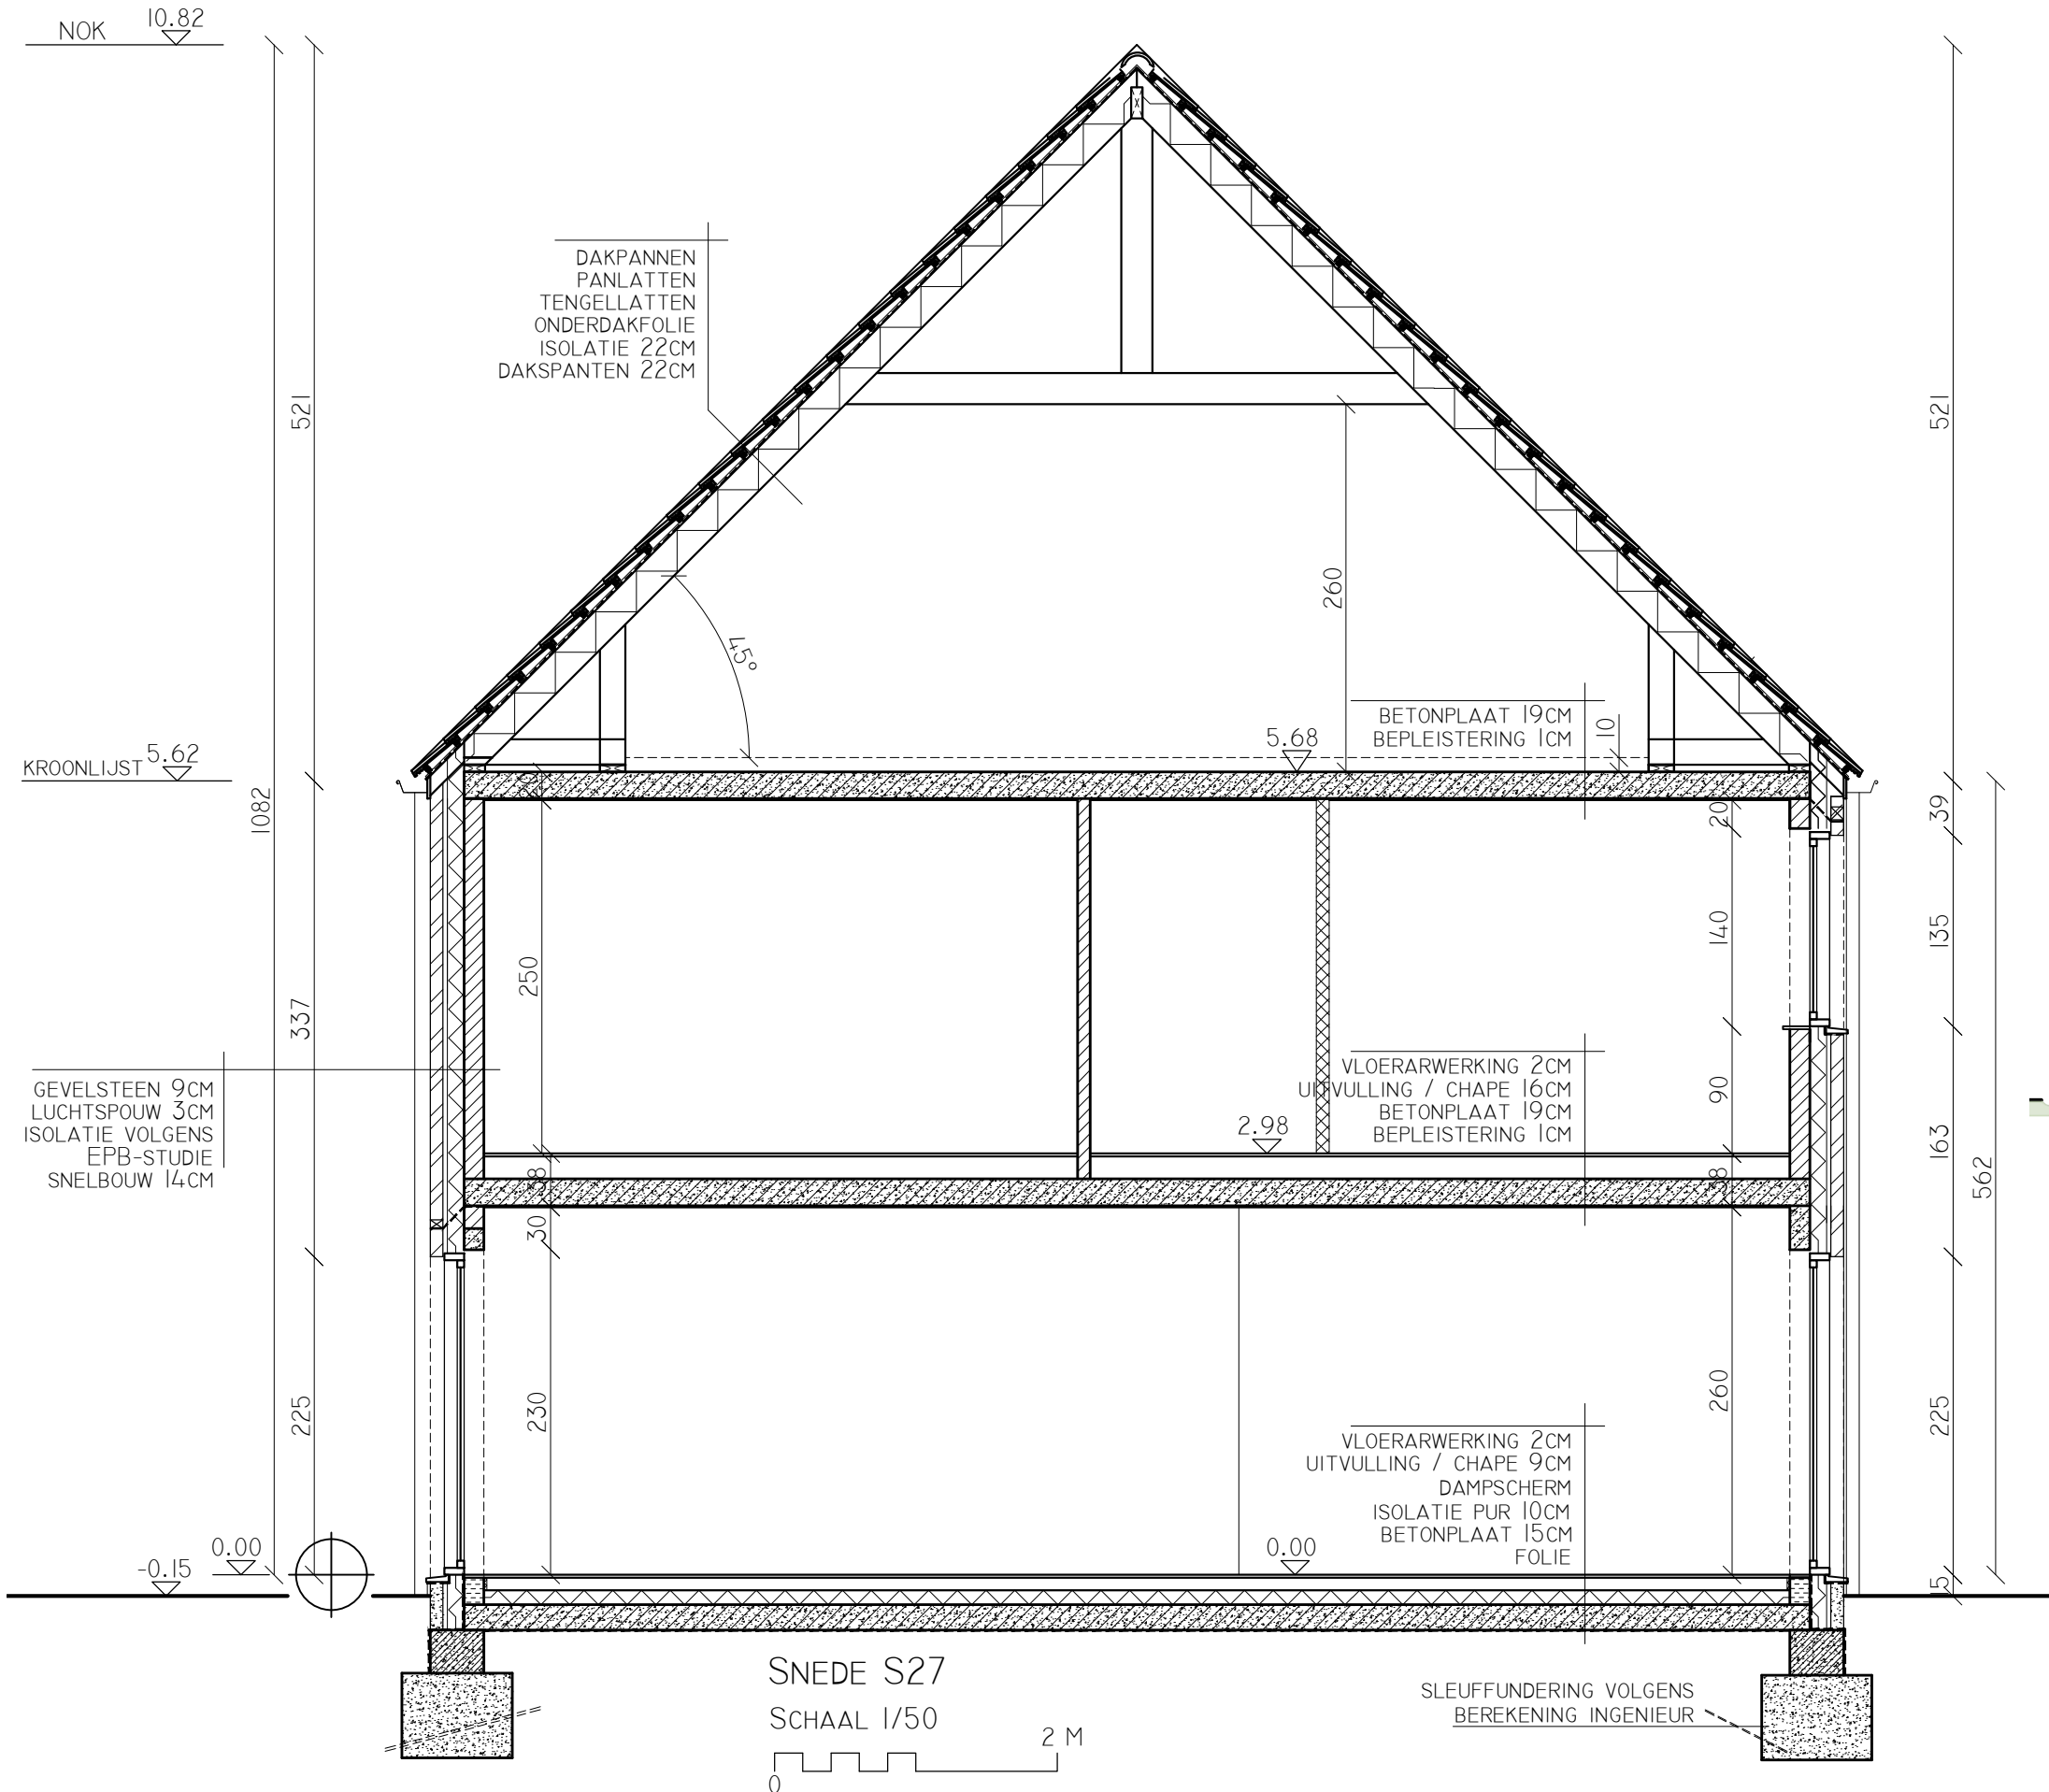 NOK 10.82
DAKPANNEN
PANLATTEN
TENGELLATTEN
ONDERDAKFOLIE
ISOLATIE 22CM
DAKSPANTEN 22CM
521
521
260
45°
BETONPLAAT 19CM
BEPLEISTERING 1CM
10
5.68
KROONLIJST 5.62
1082
20
20
39
250
140
135
337
GEVELSTEEN 9CM
LUCHTSPOUW 3CM
ISOLATIE VOLGENS
EPB-STUDIE
SNELBOUW 14CM
VLOERARWERKING 2CM
UITVULLING / CHAPE 16CM
BETONPLAAT 19CM
BEPLEISTERING 1CM
2.98
90
163
562
38
38
30
230
260
225
225
VLOERARWERKING 2CM
UITVULLING / CHAPE 9CM
DAMPSCHERM
ISOLATIE PUR 10CM
BETONPLAAT 15CM
FOLIE
0.00
0.00
-0.15
15
SNEDE S27
SCHAAL 1/50
2 M
0
SLEUFFUNDERING VOLGENS
BEREKENING INGENIEUR